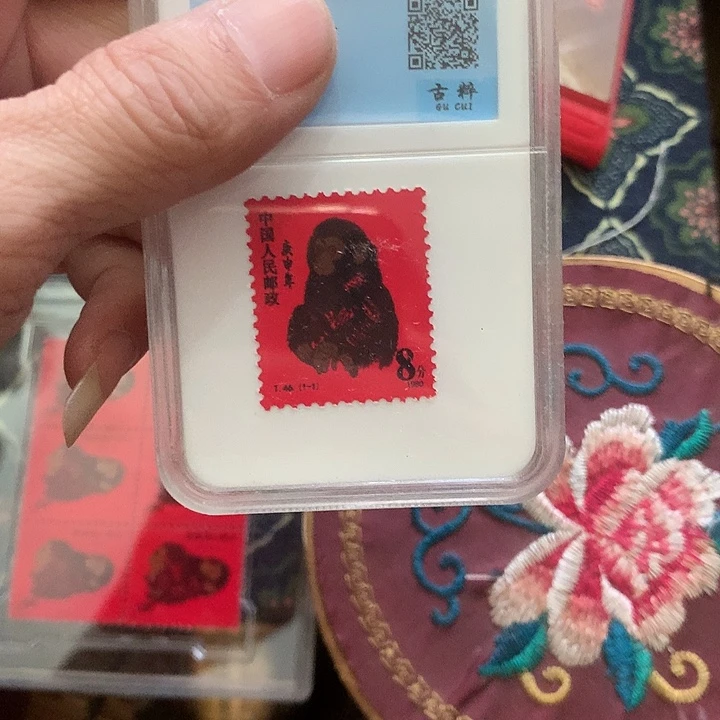 古粹
GU CUI
中国人民邮政
庚申年
8分
T.46 (1-1)
1980